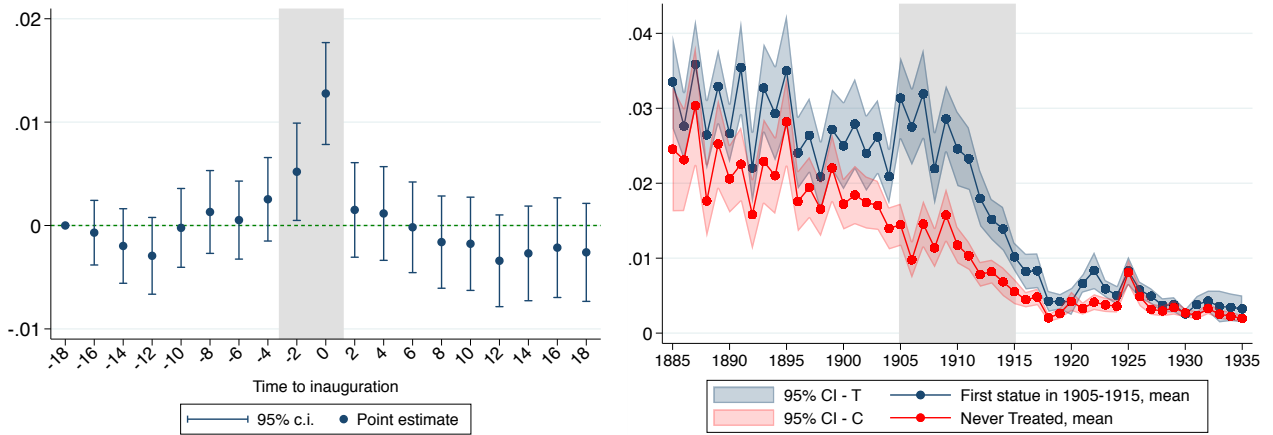 .02
.01
0
-.01
-18 -16 -14 -12 -10 -8 -6 -4 -2 0 2 4 6 8 10 12 14 16 18
Time to inauguration
95% c.i. Point estimate
.04
.03
.02
.01
0
1885 1890 1895 1900 1905 1910 1915 1920 1925 1930 1935
95% CI - T First statue in 1905-1915, mean
95% CI - C Never Treated, mean